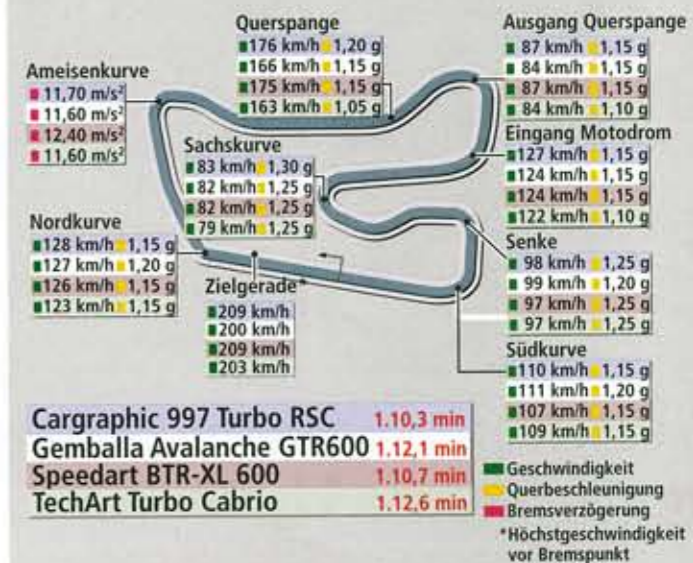 Querspange
176 km/h 1,20 g
166 km/h 1,15 g
175 km/h 1,15 g
163 km/h 1,05 g
Ausgang Querspange
87 km/h 1,15 g
84 km/h 1,15 g
87 km/h 1,15 g
84 km/h 1,10 g
Ameisenkurve
11,70 m/s²
11,60 m/s²
12,40 m/s²
11,60 m/s²
Eingang Motodrom
127 km/h 1,15 g
124 km/h 1,15 g
124 km/h 1,15 g
122 km/h 1,10 g
Sachskurve
83 km/h 1,30 g
82 km/h 1,25 g
82 km/h 1,25 g
79 km/h 1,25 g
Nordkurve
128 km/h 1,15 g
127 km/h 1,20 g
126 km/h 1,15 g
123 km/h 1,15 g
Zielgerade
209 km/h
200 km/h
209 km/h
203 km/h
Senke
98 km/h 1,25 g
99 km/h 1,20 g
97 km/h 1,25 g
97 km/h 1,25 g
Südkurve
110 km/h 1,15 g
111 km/h 1,20 g
107 km/h 1,15 g
109 km/h 1,15 g
Cargraphic 997 Turbo RSC 1.10,3 min
Gemballa Avalanche GTR600 1.12,1 min
Speedart BTR-XL 600 1.10,7 min
TechArt Turbo Cabrio 1.12,6 min
Geschwindigkeit
Querbeschleunigung
Bremsverzögerung
*Höchstgeschwindigkeit
vor Bremspunkt